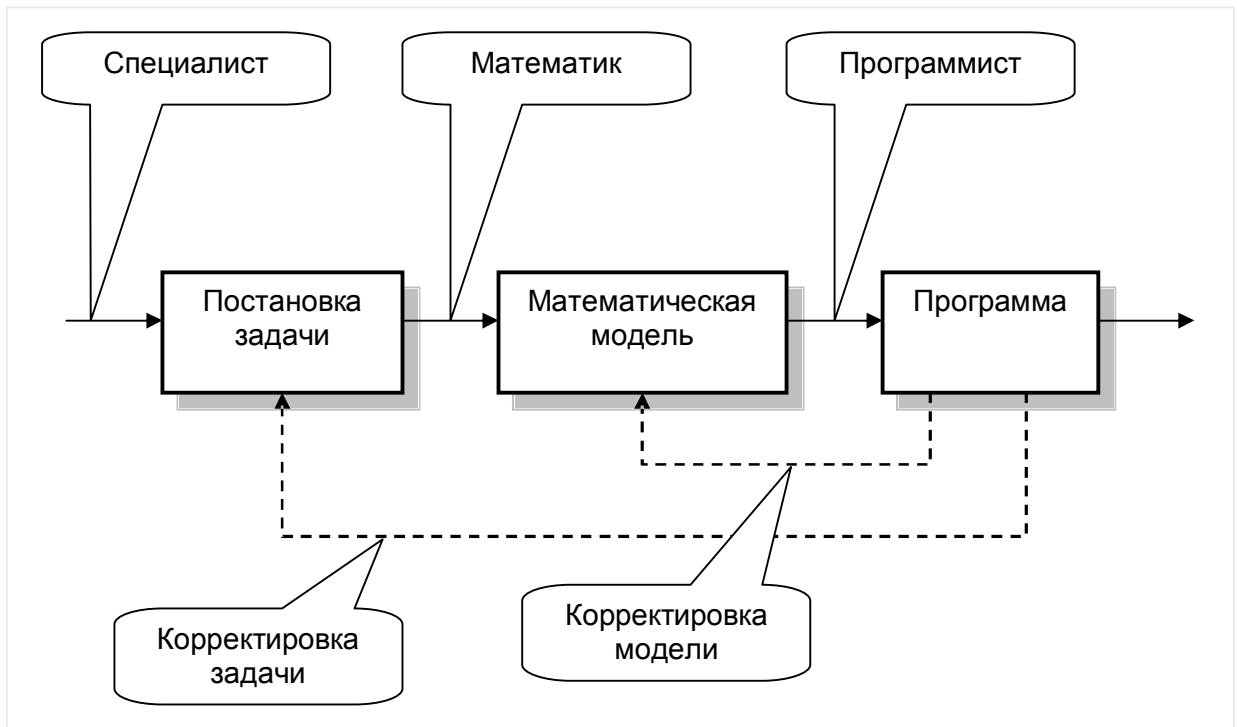 Специалист
Математик
Программист
Постановка
задачи
Математическая
модель
Программа
Корректировка
задачи
Корректировка
модели